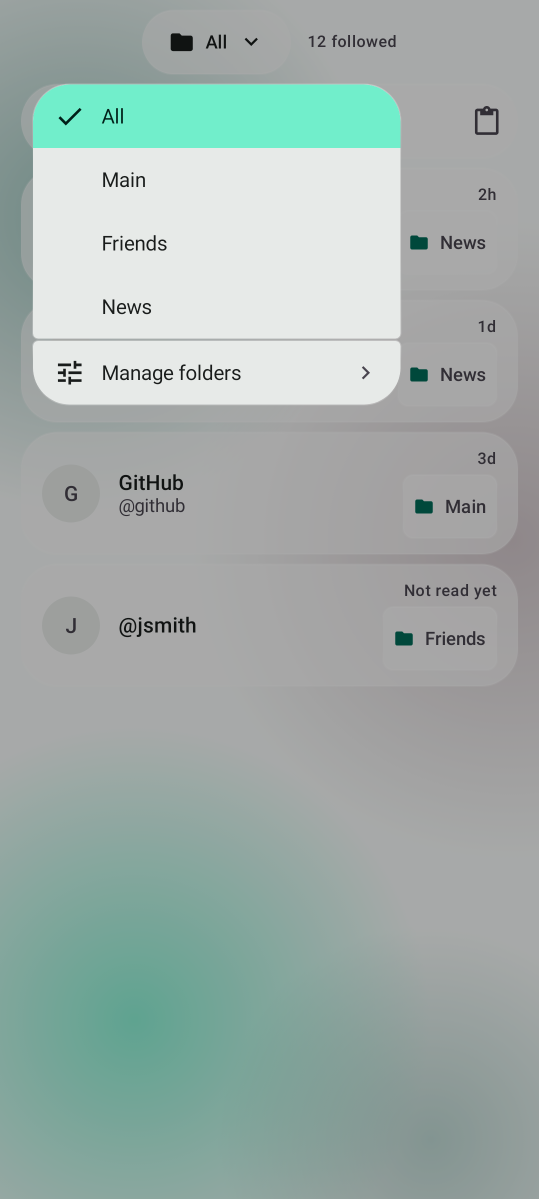 All
12 followed
All
Main
Friends
News
Manage folders
2h
News
1d
News
3d
G
GitHub
@github
Main
Not read yet
J
@jsmith
Friends